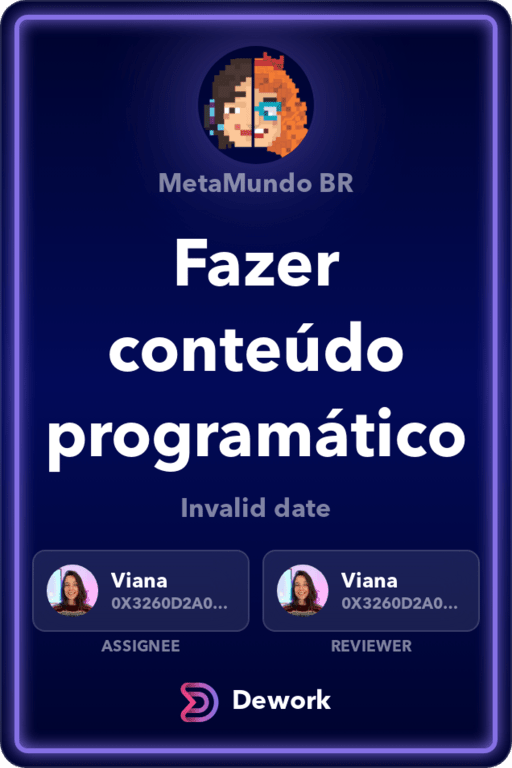 MetaMundo BR
Fazer
conteúdo
programático
Invalid date
Viana
0X3260D2A0...
ASSIGNEE
Viana
0X3260D2A0...
REVIEWER
Dework